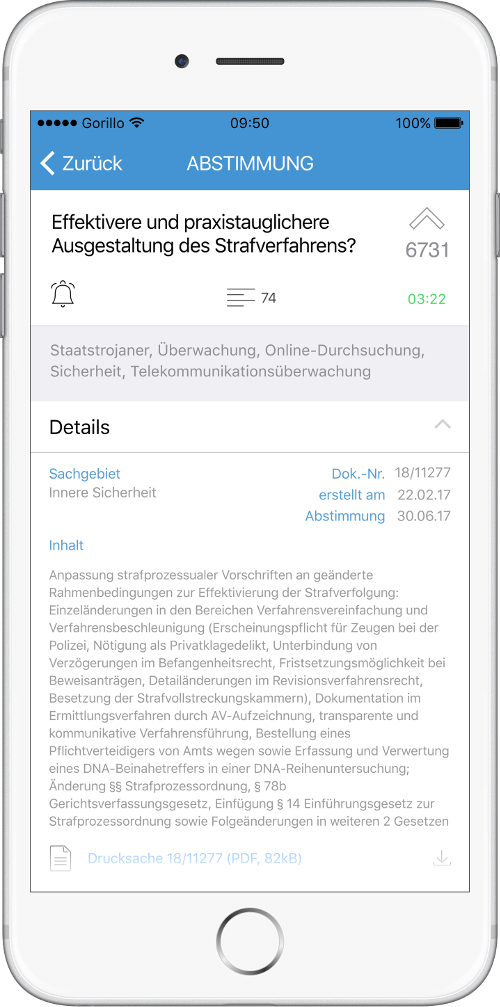 Gorillo 09:50 100%
Zurück ABSTIMMUNG
Effektivere und praxistauglichere
Ausgestaltung des Strafverfahrens?
6731
74 03:22
Staatstrojaner, Überwachung, Online-Durchsuchung,
Sicherheit, Telekommunikationsüberwachung
Details
Sachgebiet Dok.-Nr. 18/11277
Innere Sicherheit erstellt am 22.02.17
Abstimmung 30.06.17
Inhalt
Anpassung strafprozessualer Vorschriften an geänderte
Rahmenbedingungen zur Effektivierung der Strafverfolgung:
Einzeländerungen in den Bereichen Verfahrensvereinfachung und
Verfahrensbeschleunigung (Erscheinungspflicht für Zeugen bei der
Polizei, Nötigung als Privatklagedelikt, Unterbindung von
Verzögerungen im Befangenheitsrecht, Fristsetzungsmöglichkeit bei
Beweisanträgen, Detailänderungen im Revisionsverfahrensrecht,
Besetzung der Strafvollstreckungskammern), Dokumentation im
Ermittlungsverfahren durch AV-Aufzeichnung, transparente und
kommunikative Verfahrensführung, Bestellung eines
Pflichtverteidigers von Amts wegen sowie Erfassung und Verwertung
eines DNA-Beinahetreffers in einer DNA-Reihenuntersuchung;
Änderung §§ Strafprozessordnung, § 78b
Gerichtsverfassungsgesetz, Einfügung § 14 Einführungsgesetz zur
Strafprozessordnung sowie Folgeänderungen in weiteren 2 Gesetzen
Drucksache 18/11277 (PDF, 82kB)